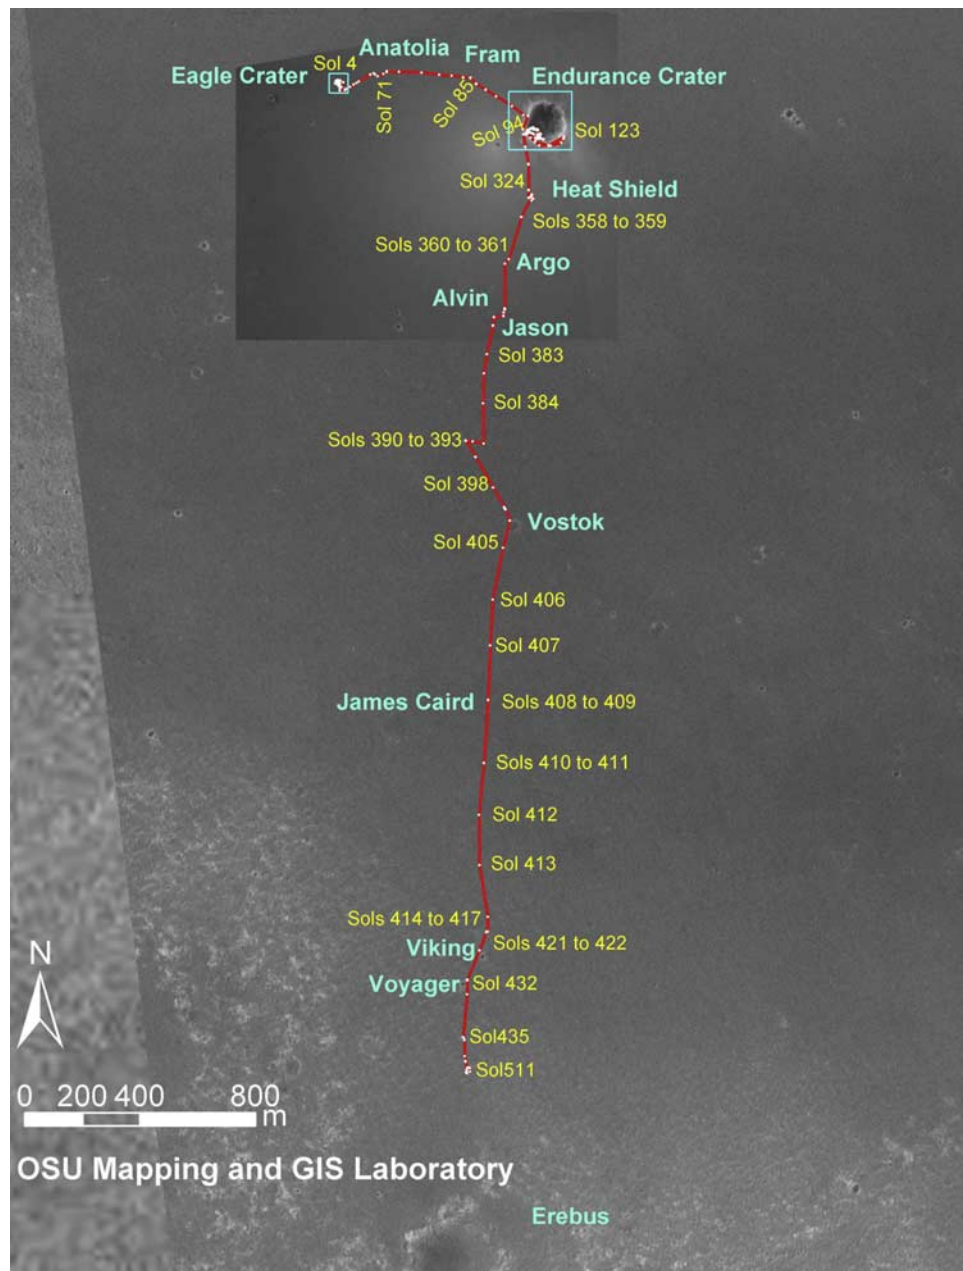 Anatolia
Fram
Sol 4
Eagle Crater
Endurance Crater
Sol 71
Sol 85
Sol 94
Sol 123
Sol 324
Heat Shield
Sols 358 to 359
Sols 360 to 361
Argo
Alvin
Jason
Sol 383
Sol 384
Sols 390 to 393
Sol 398
Vostok
Sol 405
Sol 406
Sol 407
James Caird
Sols 408 to 409
Sols 410 to 411
Sol 412
Sol 413
Sols 414 to 417
Sols 421 to 422
Viking
N
Voyager
Sol 432
Sol435
Sol511
0 200 400 800
m
OSU Mapping and GIS Laboratory
Erebus